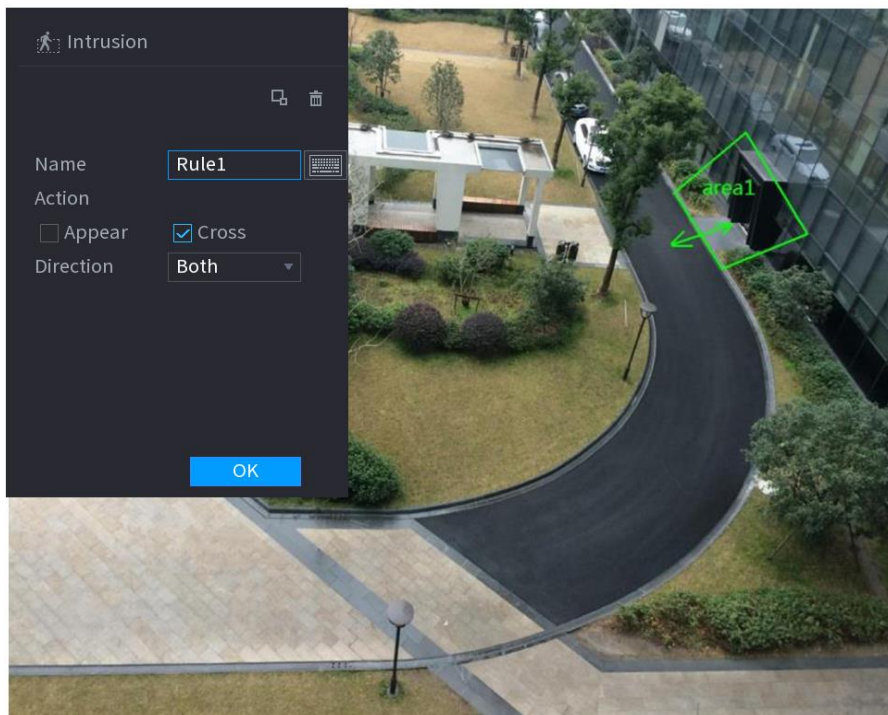 Intrusion
Name Rule1
Action
Appear Cross
Direction Both
OK
area1